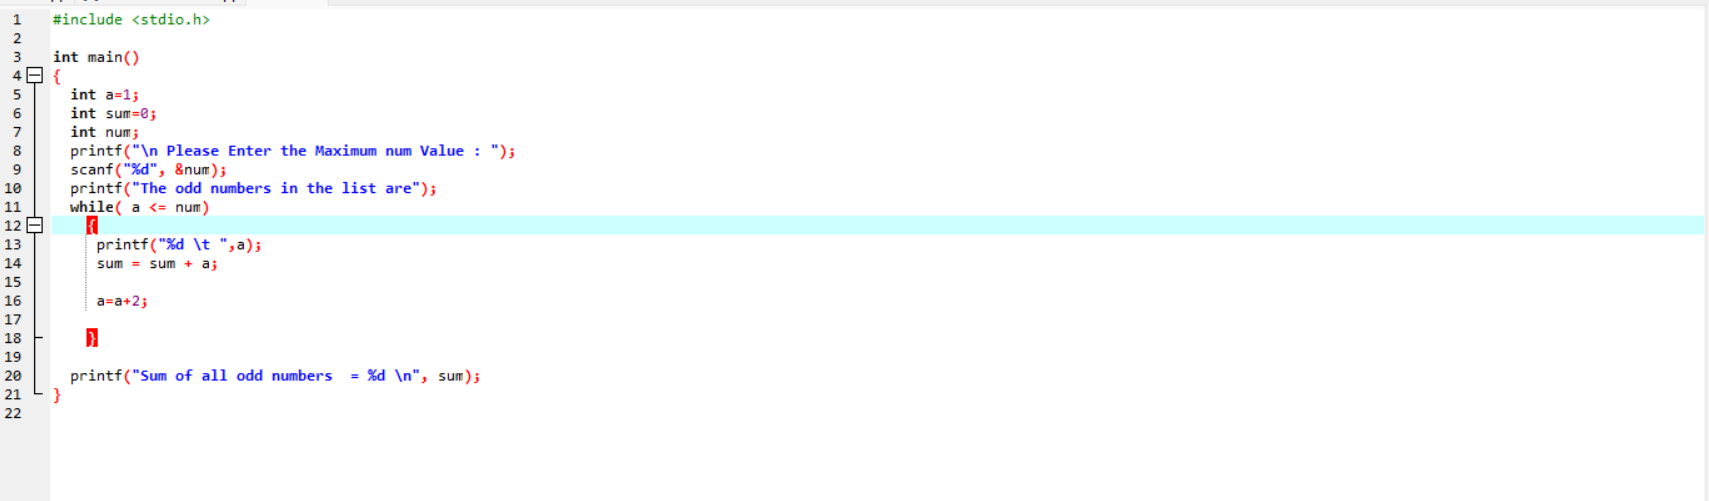 1 #include <stdio.h>
2
3 int main()
4 {
5 int a=1;
6 int sum=0;
7 int num;
8 printf("\n Please Enter the Maximum num Value : ");
9 scanf("%d", &num);
10 printf("The odd numbers in the list are");
11 while( a <= num)
12 {
13 printf("%d \t ",a);
14 sum = sum + a;
15
16 a=a+2;
17
18 }
19
20 printf("Sum of all odd numbers  = %d \n", sum);
21 }
22